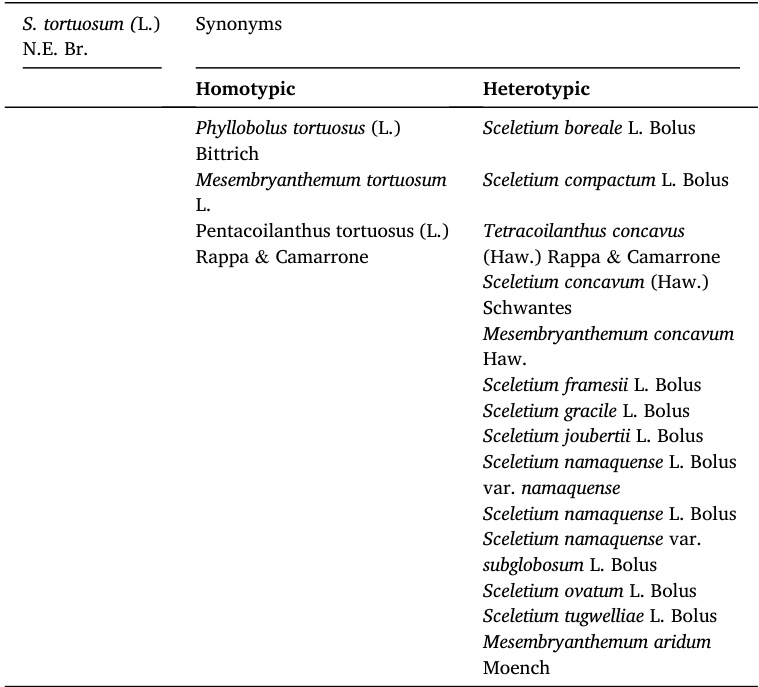 S. tortuosum (L.) Synonyms
N.E. Br.
Homotypic Heterotypic
Phyllobolus tortuosus (L.) Sceletium boreale L. Bolus
Bittrich
Mesembryanthemum tortuosum Sceletium compactum L. Bolus
L.
Pentacoilanthus tortuosus (L.) Tetracoilanthus concavus
Rappa & Camarrone (Haw.) Rappa & Camarrone
Sceletium concavum (Haw.)
Schwantes
Mesembryanthemum concavum
Haw.
Sceletium framesii L. Bolus
Sceletium gracile L. Bolus
Sceletium joubertii L. Bolus
Sceletium namaquense L. Bolus
var. namaquense
Sceletium namaquense L. Bolus
Sceletium namaquense var.
subglobosum L. Bolus
Sceletium ovatum L. Bolus
Sceletium tugwelliae L. Bolus
Mesembryanthemum aridum
Moench